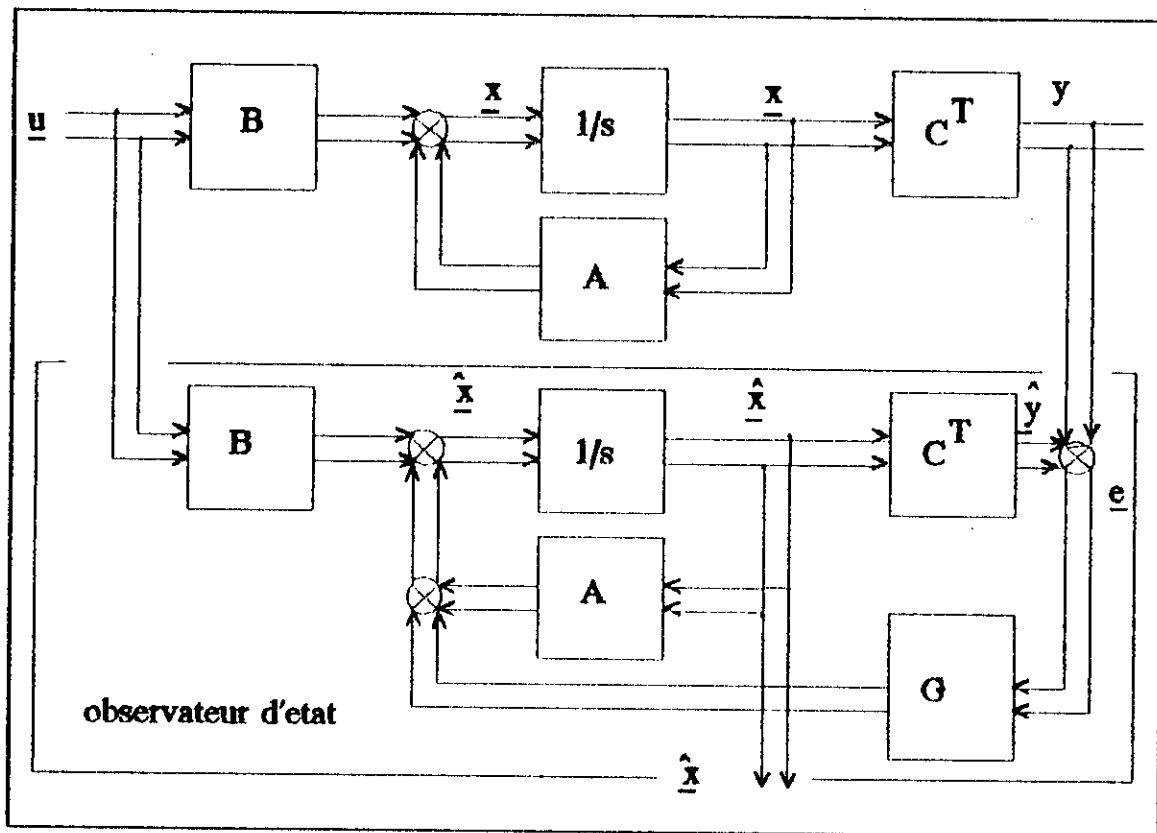 u B x 1/s x C^T y
A
B x̂ 1/s x̂ C^T ŷ
e
A
G
observateur d'etat
x̂